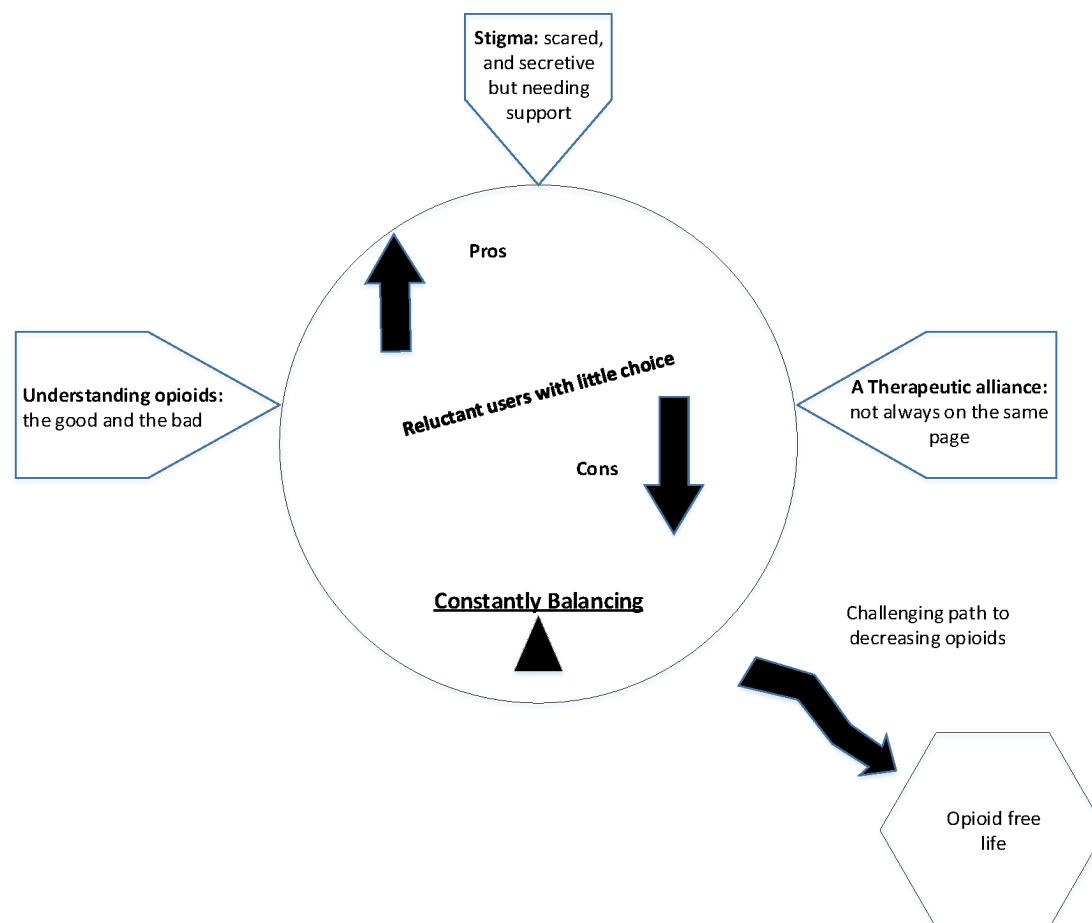 Stigma: scared,
and secretive
but needing
support
Pros
Reluctant users with little choice
Understanding opioids:
the good and the bad
A Therapeutic alliance:
not always on the same
page
Cons
Constantly Balancing
Challenging path to
decreasing opioids
Opioid free
life